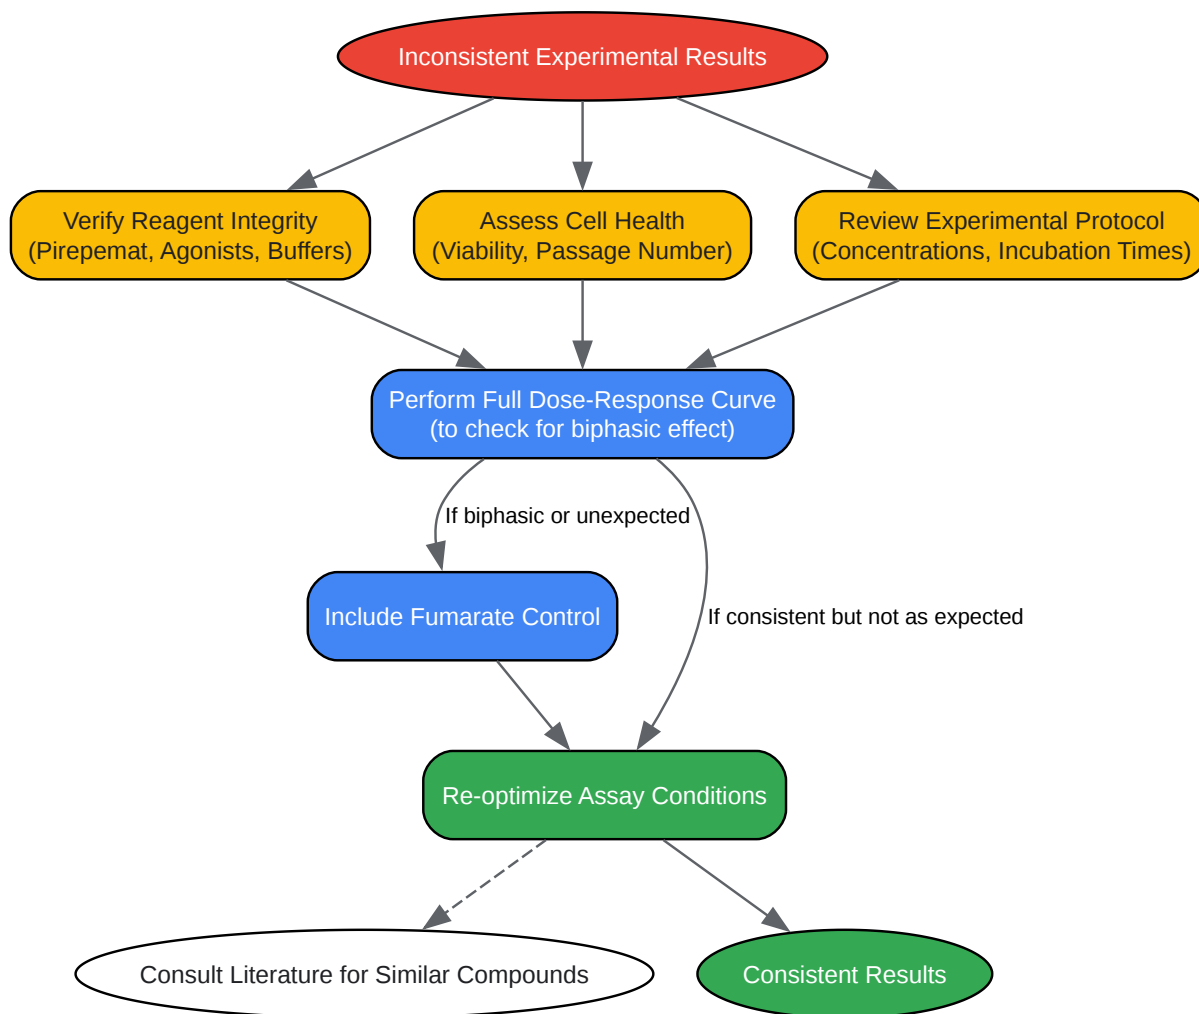 Inconsistent Experimental Results
Verify Reagent Integrity
(Pirepemat, Agonists, Buffers)
Assess Cell Health
(Viability, Passage Number)
Review Experimental Protocol
(Concentrations, Incubation Times)
Perform Full Dose-Response Curve
(to check for biphasic effect)
If biphasic or unexpected
Include Fumarate Control
If consistent but not as expected
Re-optimize Assay Conditions
Consult Literature for Similar Compounds
Consistent Results